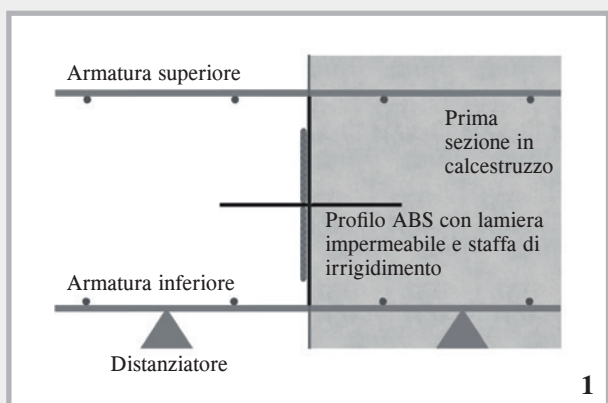 Armatura superiore
Prima
sezione in
calcestruzzo
Profilo ABS con lamiera
impermeabile e staffa di
irrigidimento
Armatura inferiore
Distanziatore
1